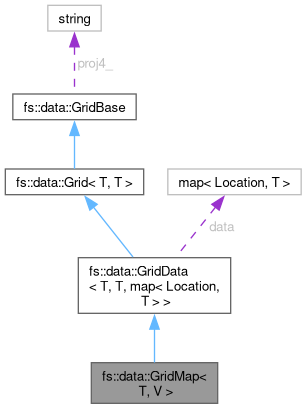 string
proj4_
fs::data::GridBase
fs::data::Grid< T, T >
map< Location, T >
data
fs::data::GridData
< T, T, map< Location,
T > >
fs::data::GridMap<
T, V >